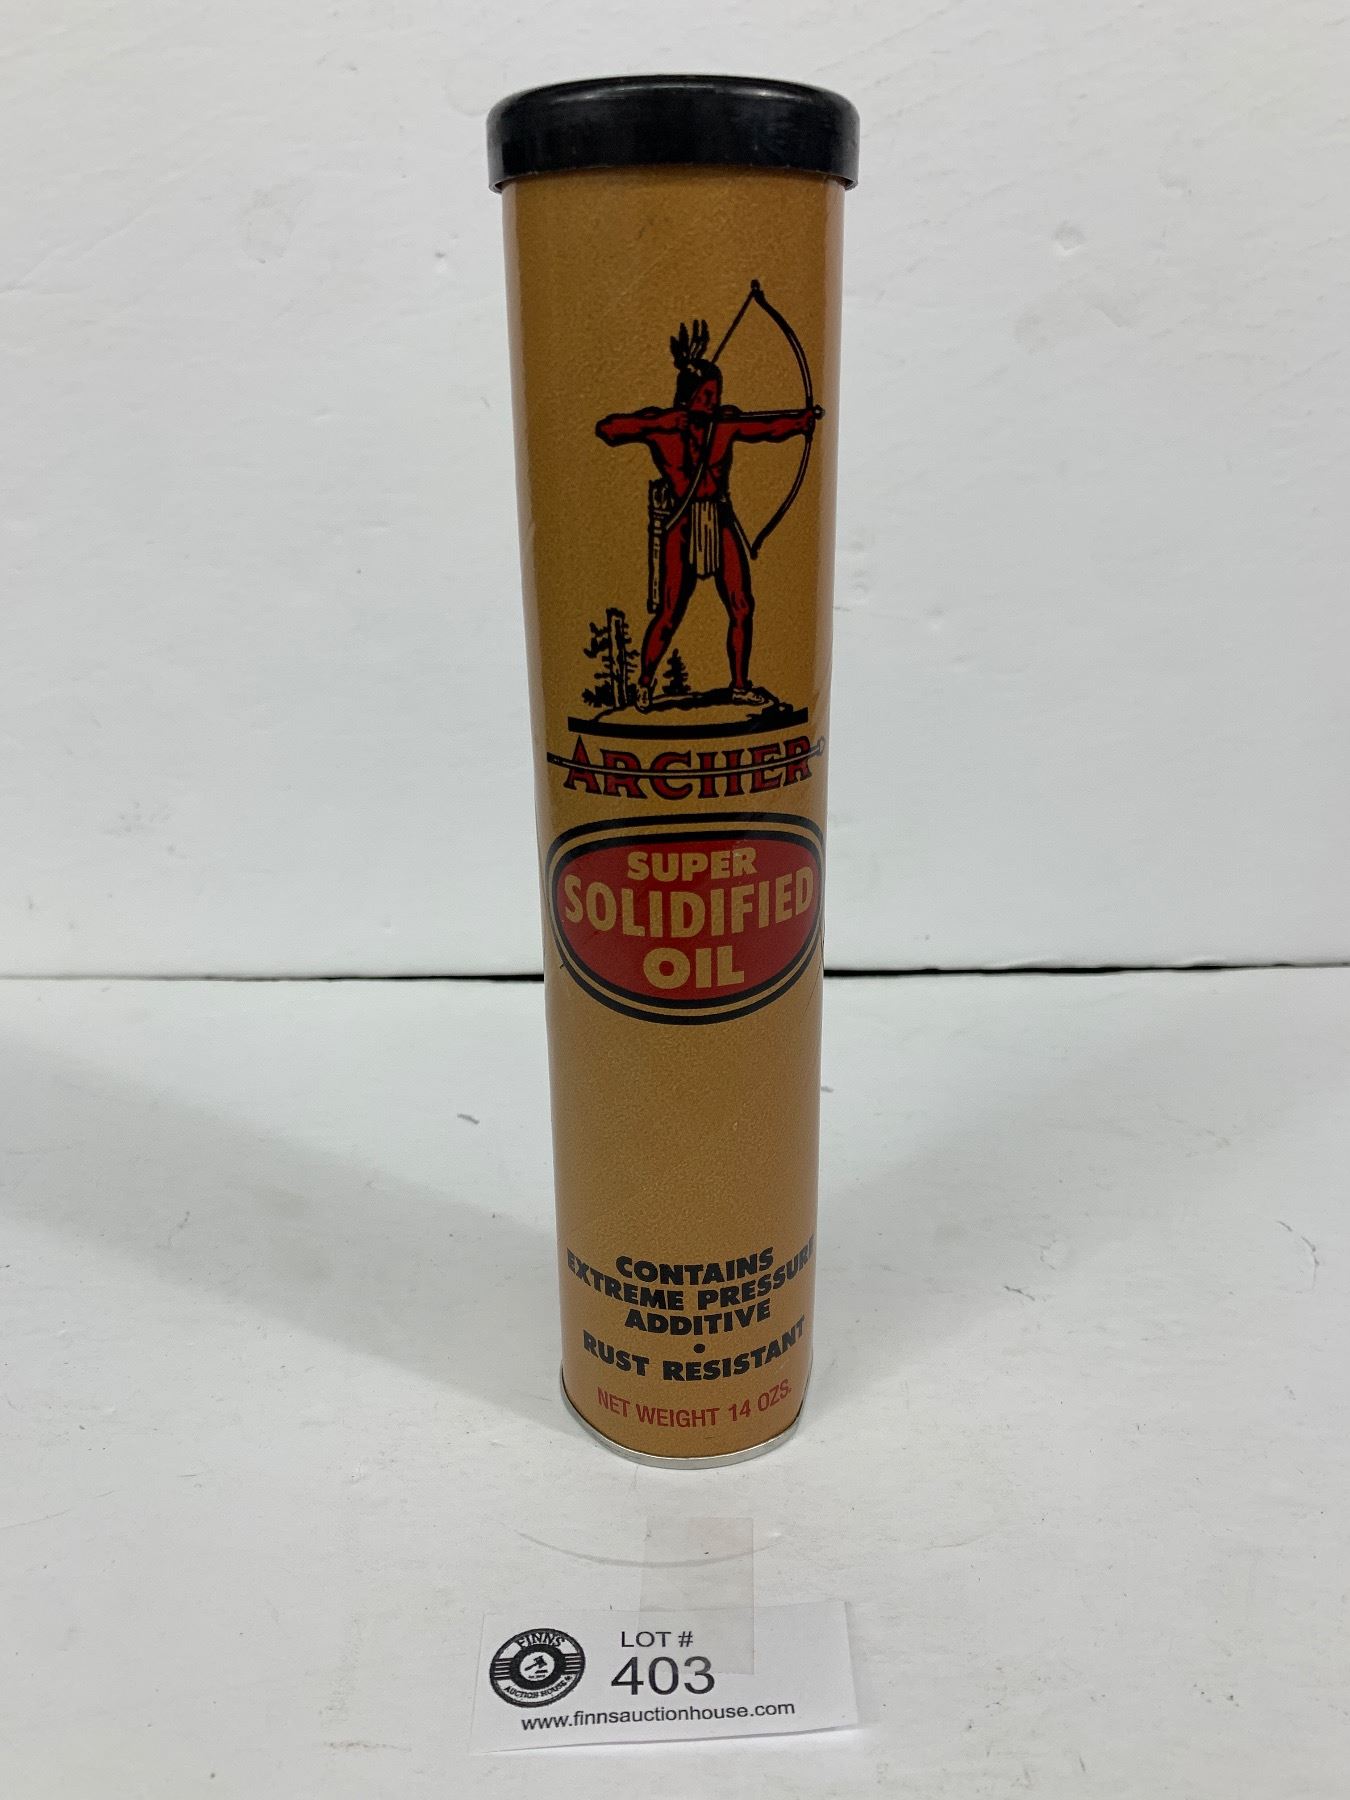 ARCHER
SUPER
SOLIDIFIED
OIL
CONTAINS
EXTREME PRESSURE
ADDITIVE
•
RUST RESISTANT
NET WEIGHT 14 OZS.
FINNS
AUCTION HOUSE
LOT #
403
www.finnsauctionhouse.com